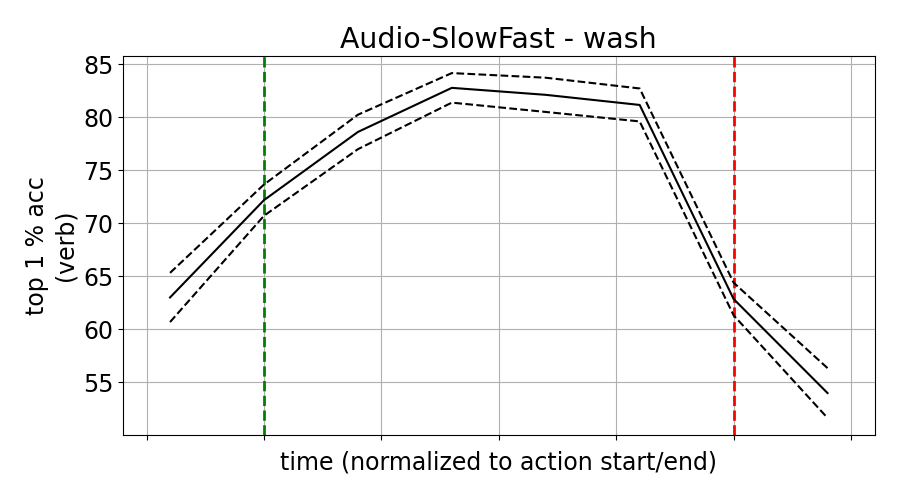 Audio-SlowFast - wash
85
80
75
70
65
60
55
top 1 % acc
(verb)
time (normalized to action start/end)